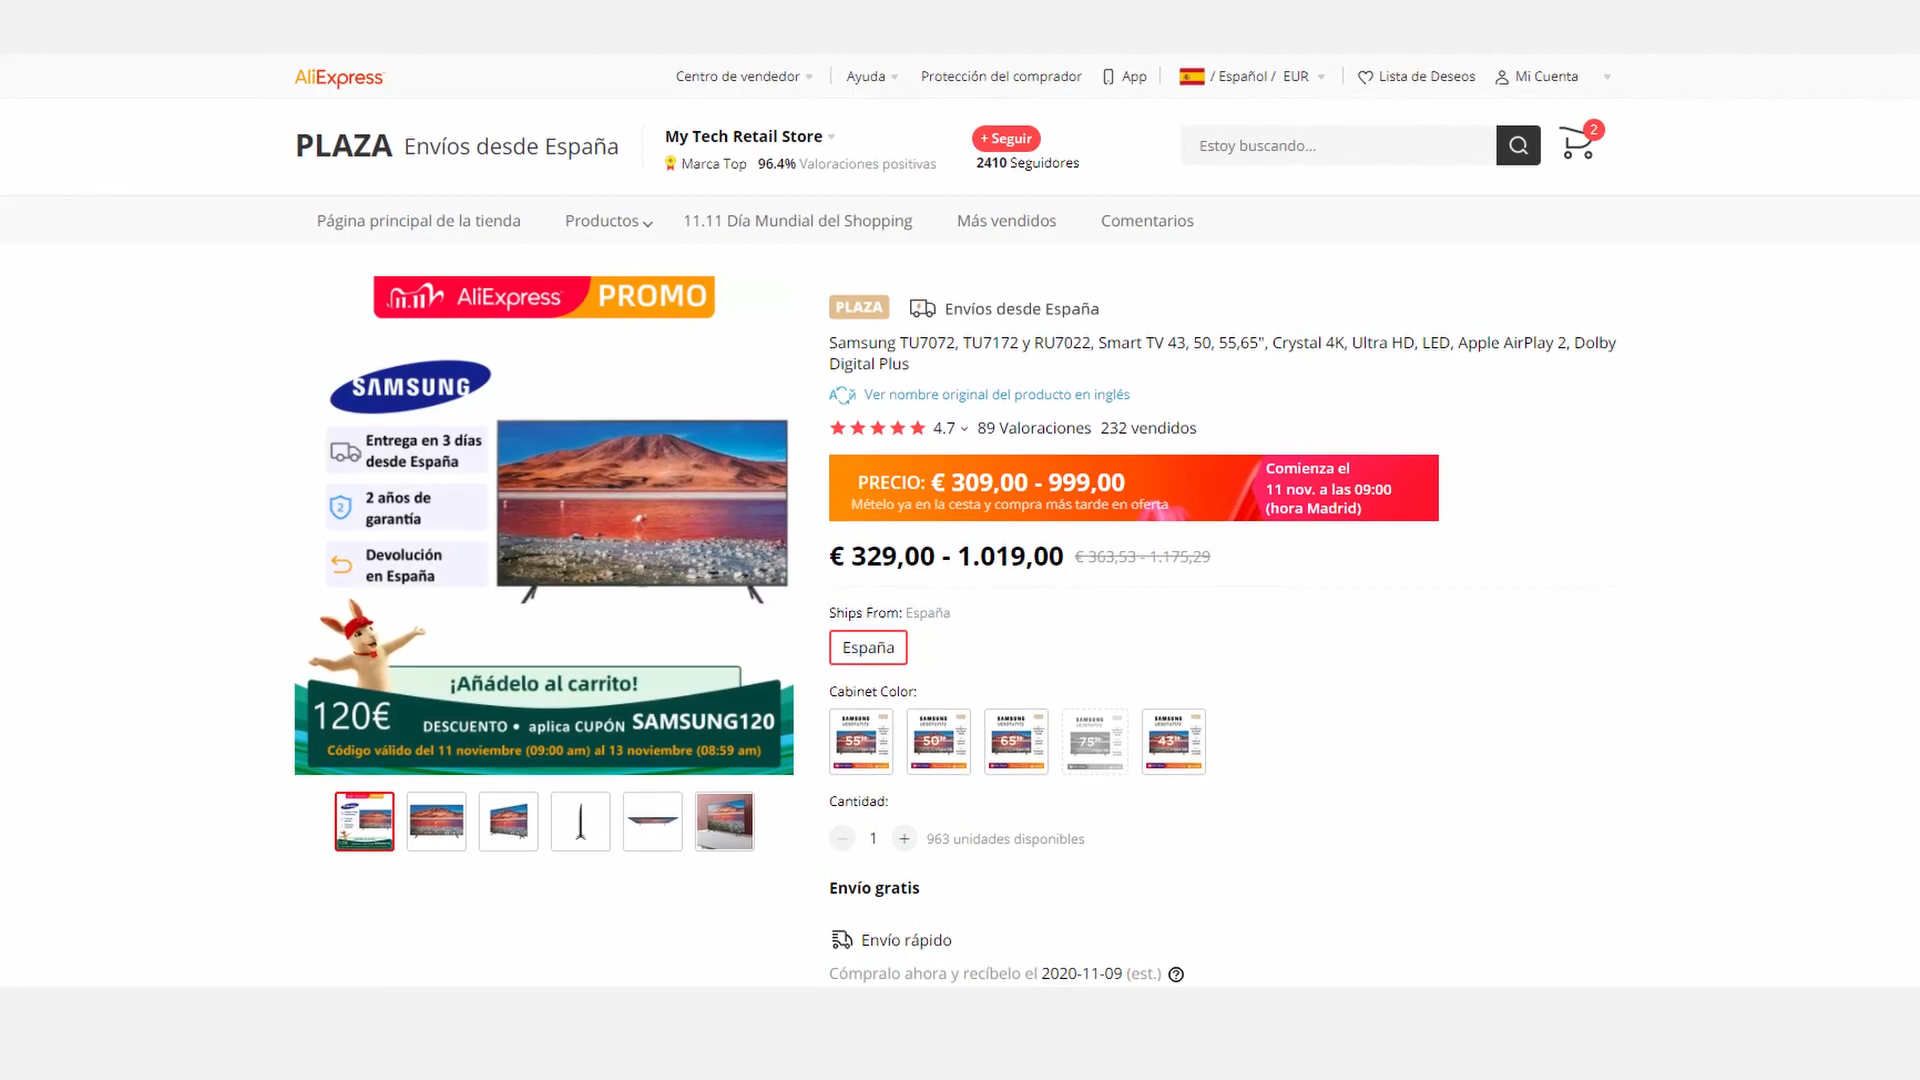 AliExpress
Centro de vendedor
Ayuda
Protección del comprador
App
/ Español / EUR
Lista de Deseos
Mi Cuenta
PLAZA Envíos desde España
My Tech Retail Store
Marca Top 96.4% Valoraciones positivas
+ Seguir
2410 Seguidores
Estoy buscando...
2
Página principal de la tienda
Productos
11.11 Día Mundial del Shopping
Más vendidos
Comentarios
11.11 AliExpress PROMO
SAMSUNG
Entrega en 3 días
desde España
2
2 años de
garantía
Devolución
en España
¡Añádelo al carrito!
120€ DESCUENTO • aplica CUPÓN SAMSUNG120
Código válido del 11 noviembre (09:00 am) al 13 noviembre (08:59 am)
PLAZA Envíos desde España
Samsung TU7072, TU7172 y RU7022, Smart TV 43, 50, 55,65", Crystal 4K, Ultra HD, LED, Apple AirPlay 2, Dolby
Digital Plus
Ver nombre original del producto en inglés
4.7 89 Valoraciones 232 vendidos
PRECIO: € 309,00 - 999,00
Mételo ya en la cesta y compra más tarde en oferta
Comienza el
11 nov. a las 09:00
(hora Madrid)
€ 329,00 - 1.019,00 € 363,53 - 1.175,29
Ships From: España
España
Cabinet Color:
SAMSUNG
55"
SAMSUNG
50"
SAMSUNG
65"
SAMSUNG
75"
SAMSUNG
43"
Cantidad:
1
963 unidades disponibles
Envío gratis
Envío rápido
Cómpralo ahora y recíbelo el 2020-11-09 (est.)